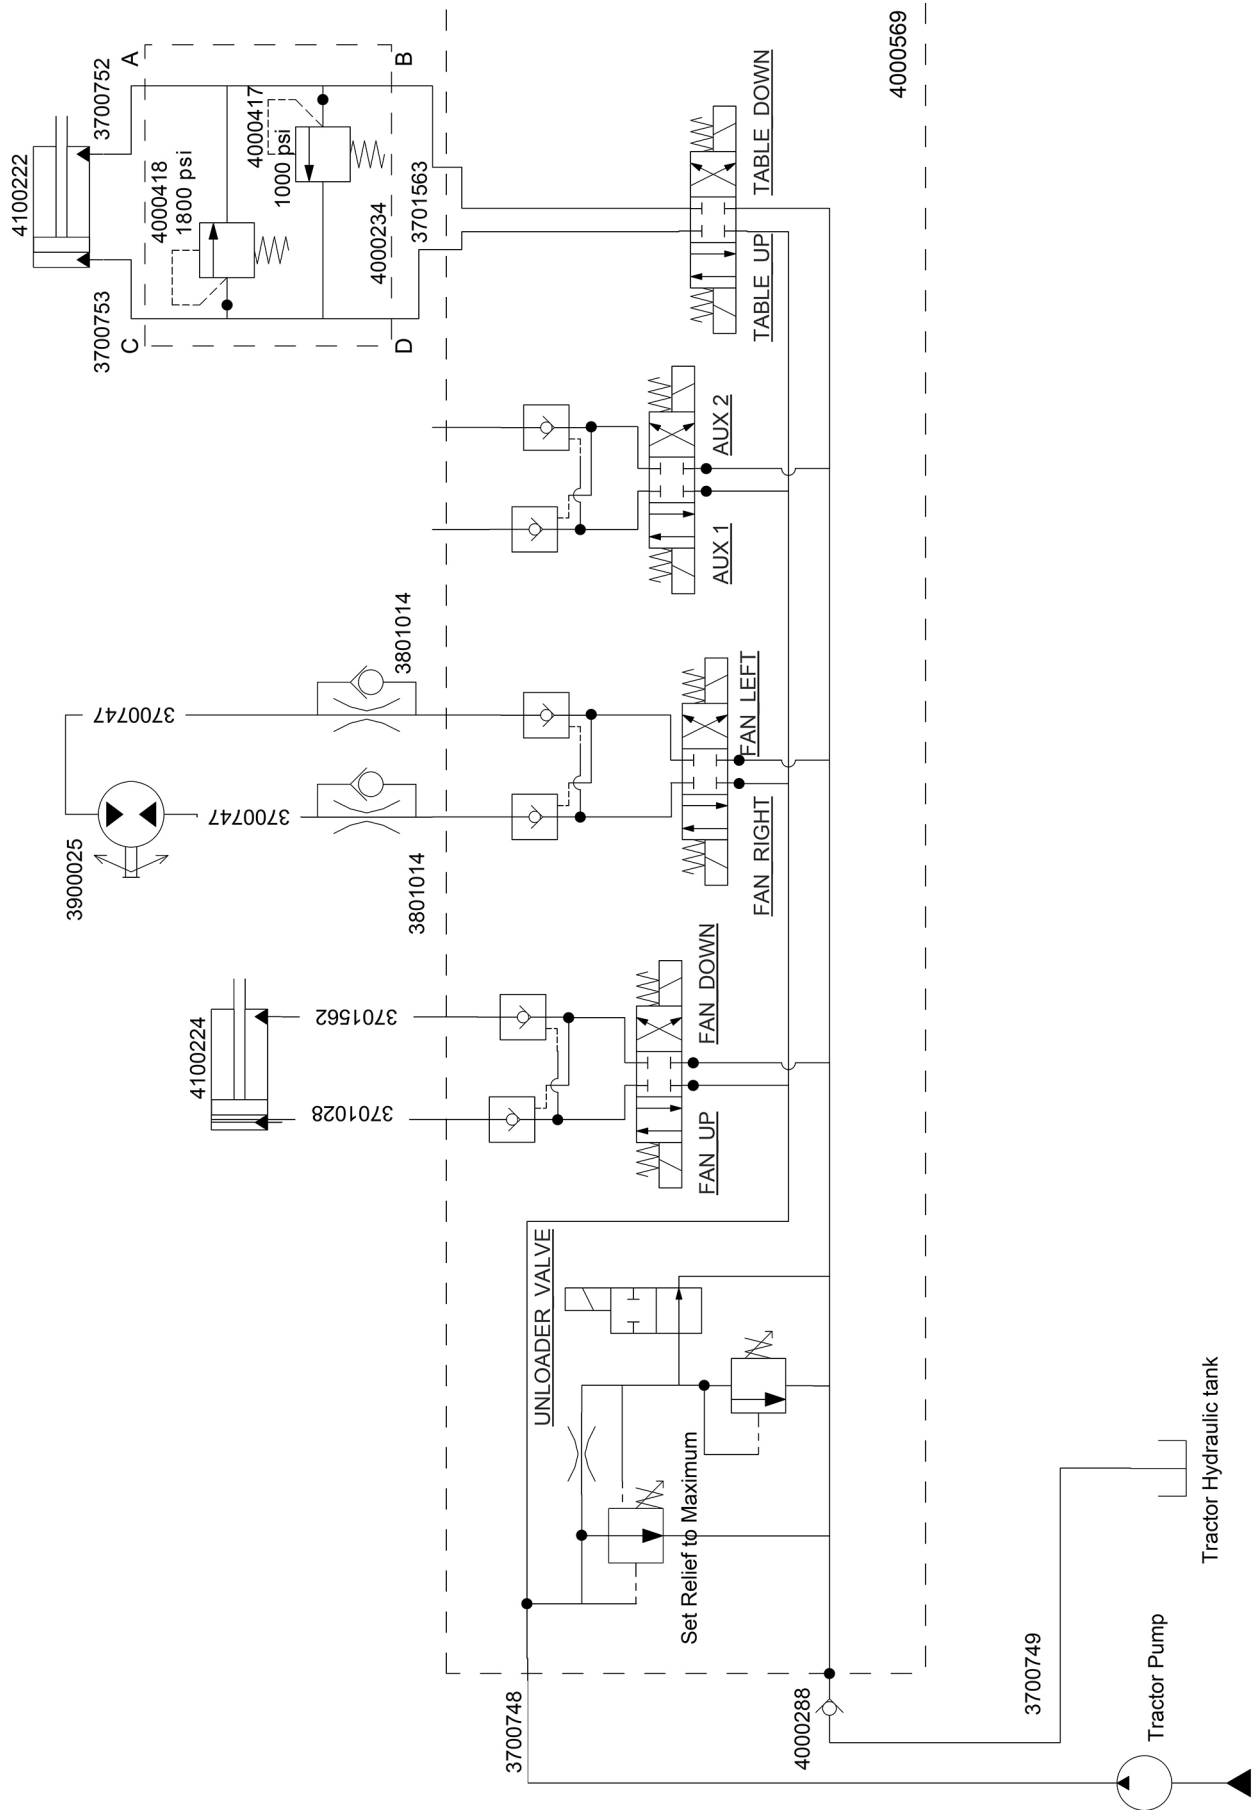 4100222
3700753
3700752
C
A
4000418
1800 psi
4000417
1000 psi
4000234
D
B
3701563
4000569
TABLE UP
TABLE DOWN
AUX 1
AUX 2
3900025
3700747
3700747
3801014
3801014
FAN RIGHT
FAN LEFT
4100224
3701028
3701562
FAN UP
FAN DOWN
UNLOADER VALVE
Set Relief to Maximum
3700748
4000288
3700749
Tractor Pump
Tractor Hydraulic tank